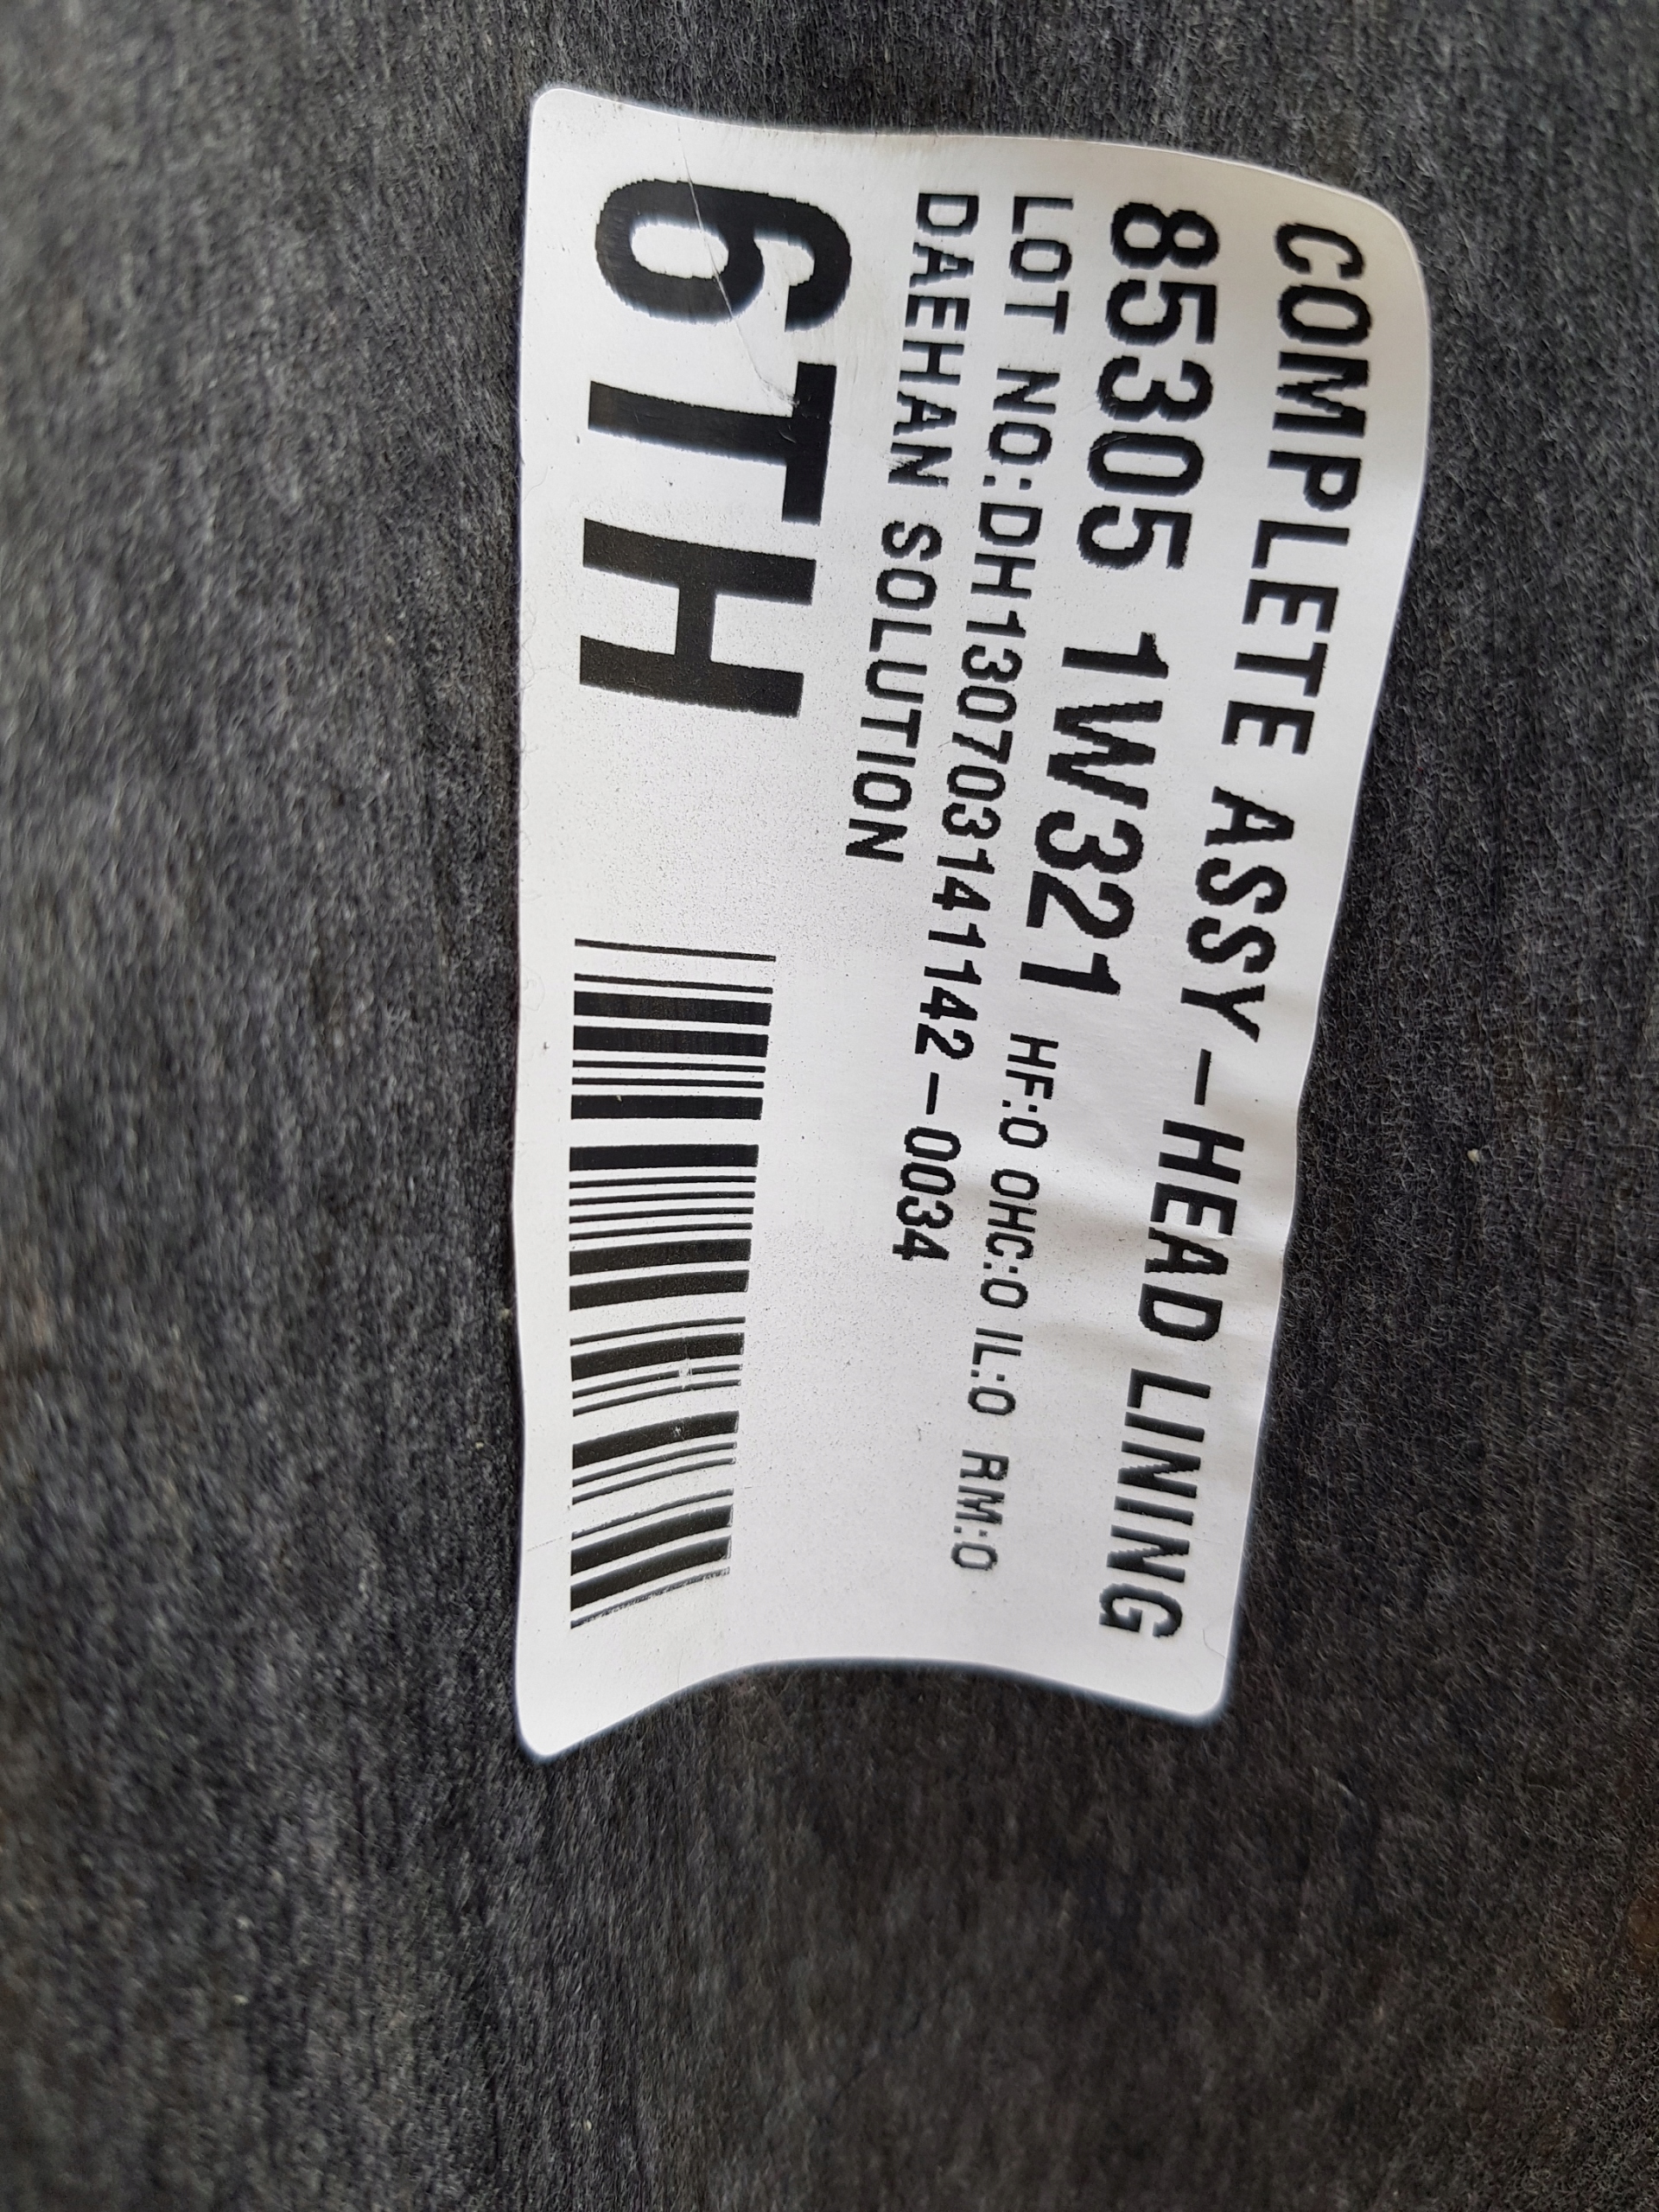 COMPLETE ASSY -HEAD LINING
85305 1W321 HF:0 OHC:0 IL:0 RM:0
LOT NO:DH130703141142-0034
DAEHAN SOLUTION
6TH